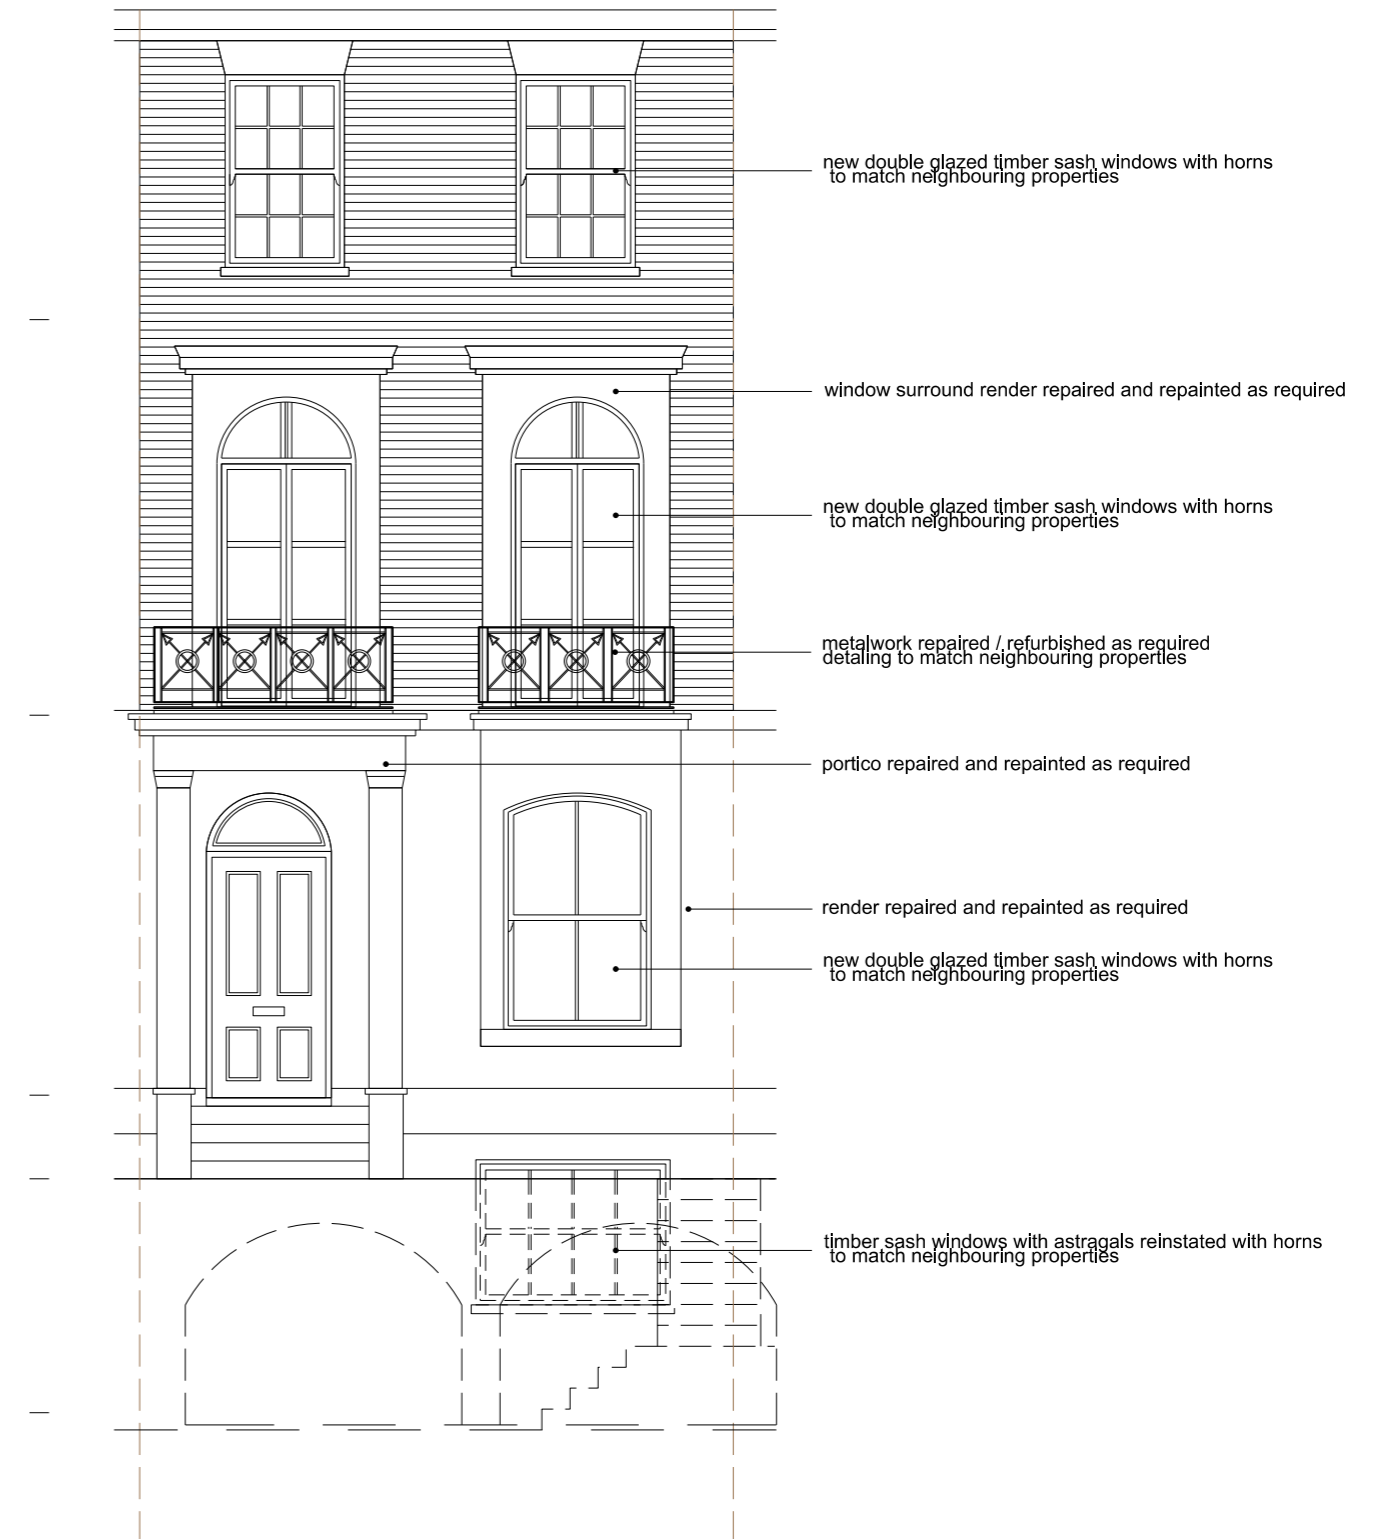 new double glazed timber sash windows with horns
to match neighbouring properties
window surround render repaired and repainted as required
new double glazed timber sash windows with horns
to match neighbouring properties
metalwork repaired / refurbished as required
detaling to match neighbouring properties
portico repaired and repainted as required
render repaired and repainted as required
new double glazed timber sash windows with horns
to match neighbouring properties
timber sash windows with astragals reinstated with horns
to match neighbouring properties